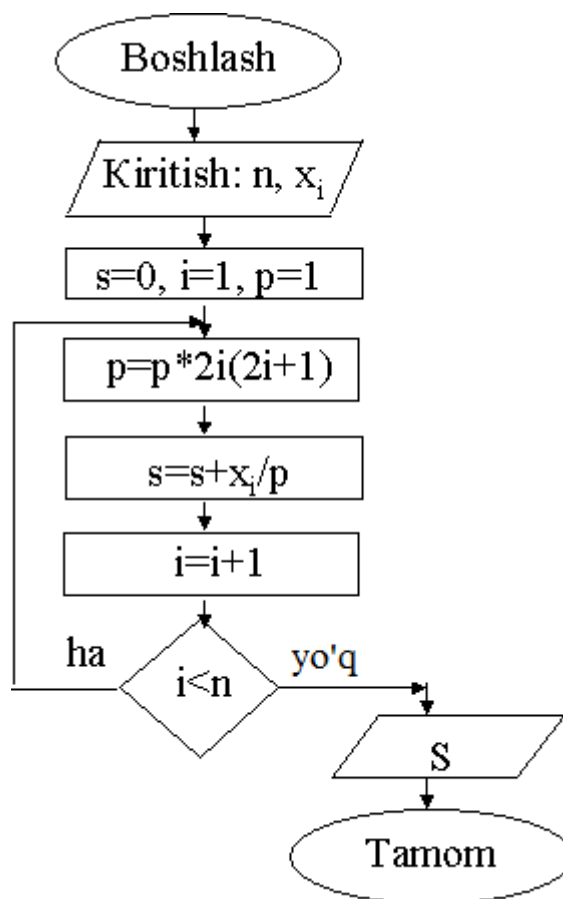 Boshlash
Kiritish: n, xᵢ
s=0, i=1, p=1
p=p*2i(2i+1)
s=s+xᵢ/p
i=i+1
ha
i<n
yo'q
S
Tamom